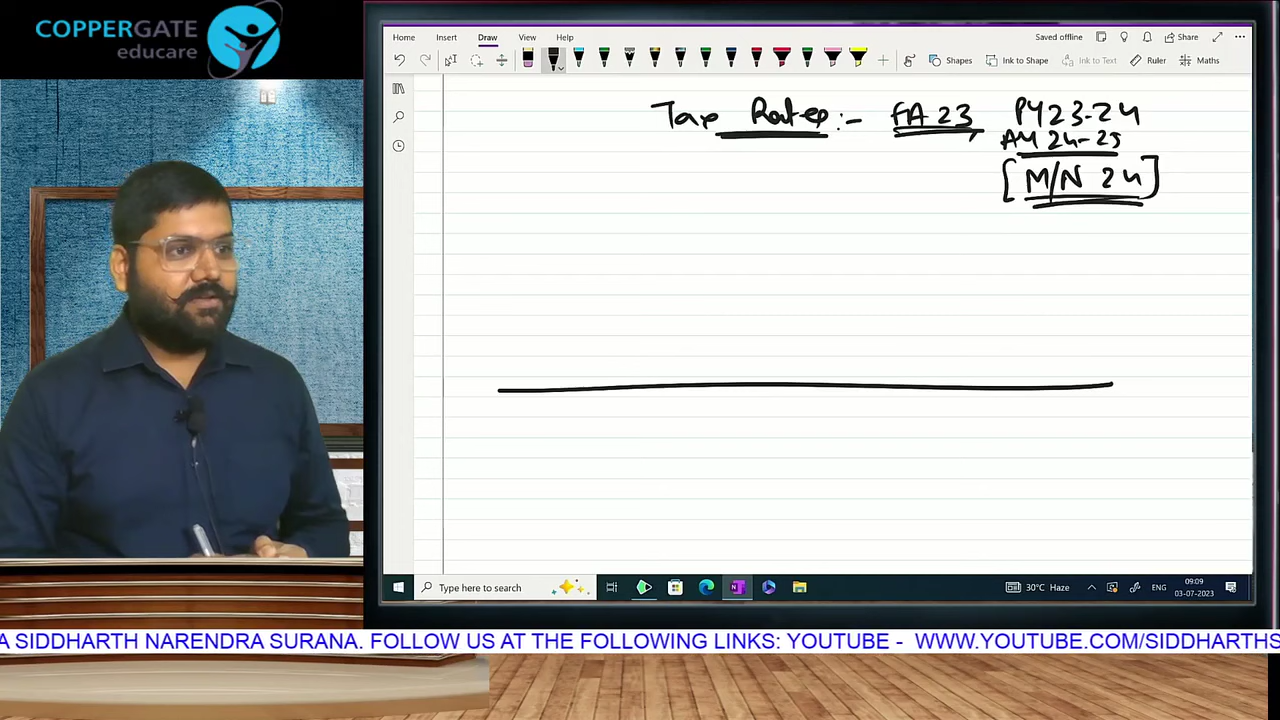 COPPERGATE
educare
Home Insert Draw View Help
Saved offline
Share
Shapes
Ink to Shape
Ink to Text
Ruler
Maths
Tax Rates :- FA 23 PY 23-24
AY 24-25
[M/N 24]
Type here to search
30°C Haze
ENG
09:09
03-07-2023
A SIDDHARTH NARENDRA SURANA. FOLLOW US AT THE FOLLOWING LINKS: YOUTUBE - WWW.YOUTUBE.COM/SIDDHARTHS